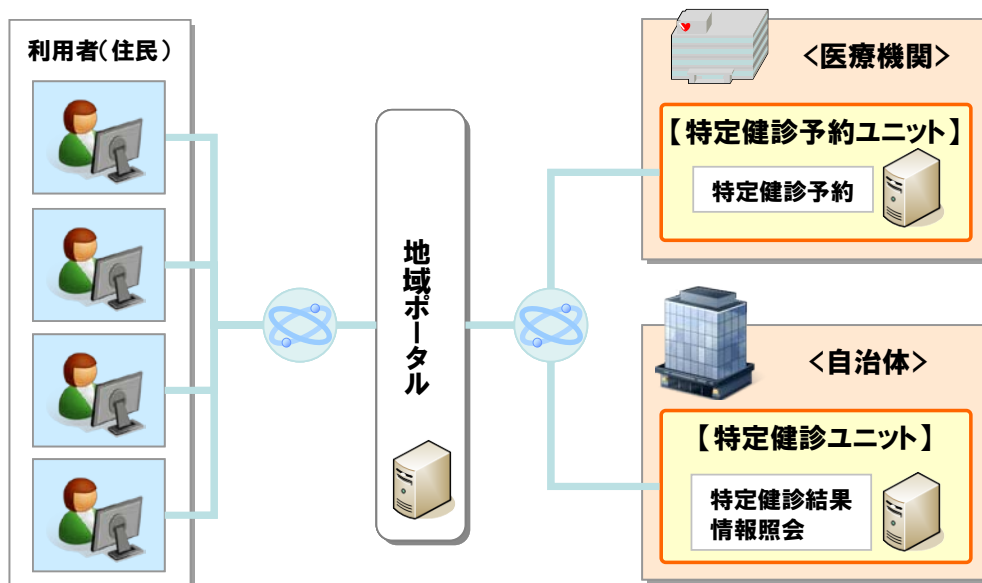 利用者（住民）
地域ポータル
＜医療機関＞
【特定健診予約ユニット】
特定健診予約
＜自治体＞
【特定健診ユニット】
特定健診結果
情報照会